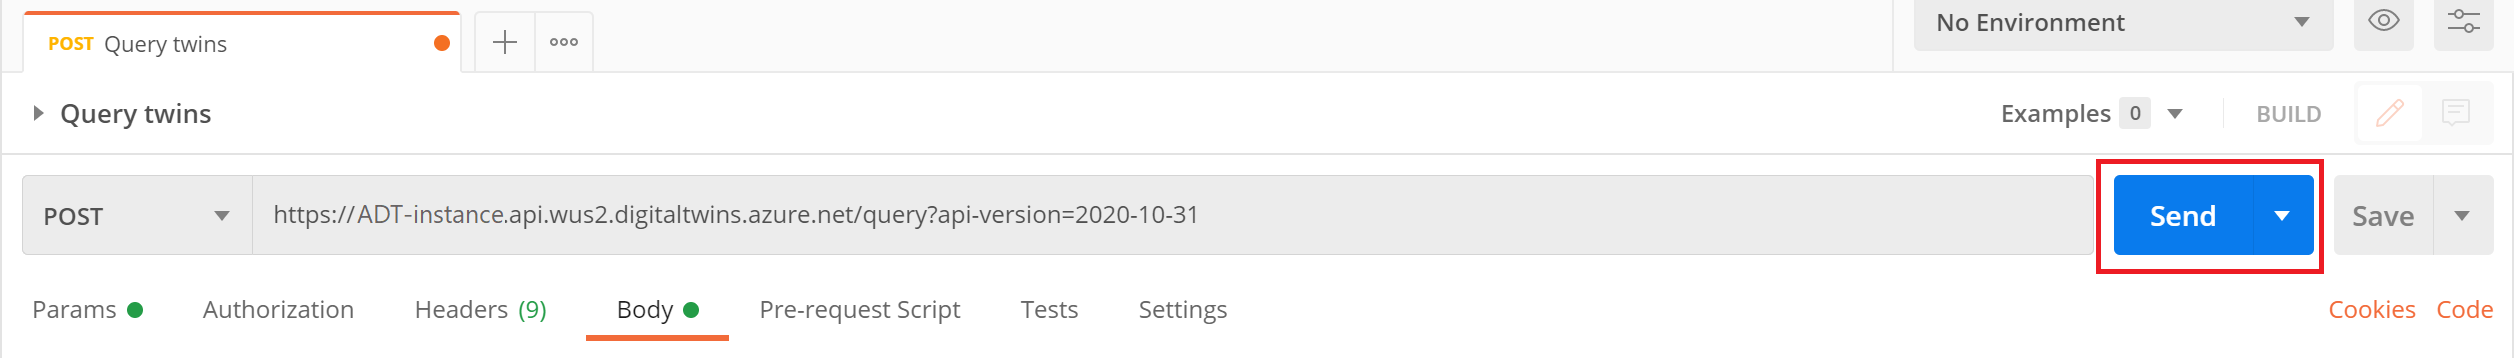 POST Query twins
No Environment
Query twins
Examples 0
BUILD
POST
https://ADT-instance.api.wus2.digitaltwins.azure.net/query?api-version=2020-10-31
Send
Save
Params
Authorization
Headers (9)
Body
Pre-request Script
Tests
Settings
Cookies
Code